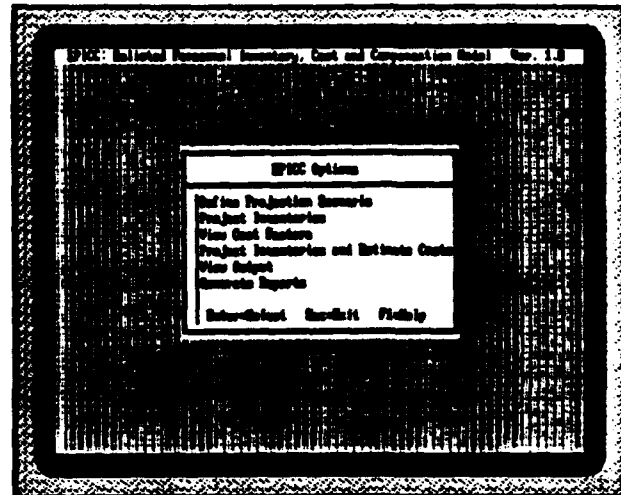 EPICC: Enlisted Personnel Inventory, Cost and Compensation Model Ver. 1.0
EPICC Options
Define Projection Scenario
Project Inventories
View Cost Factors
Project Inventories and Estimate Costs
View Output
Generate Reports
Enter=Select Esc=Exit F1=Help